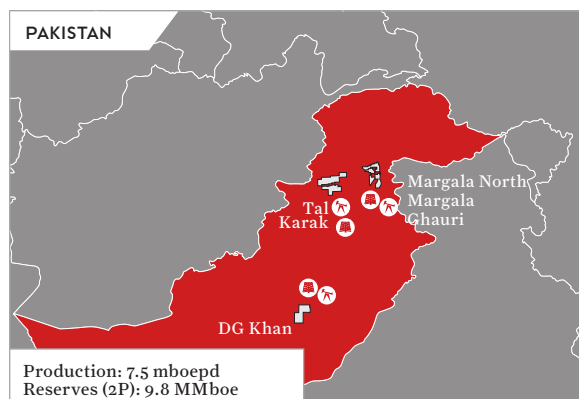 PAKISTAN
Margala North
Tal Margala
Karak Ghauri
DG Khan
Production: 7.5 mboepd
Reserves (2P): 9.8 MMboe